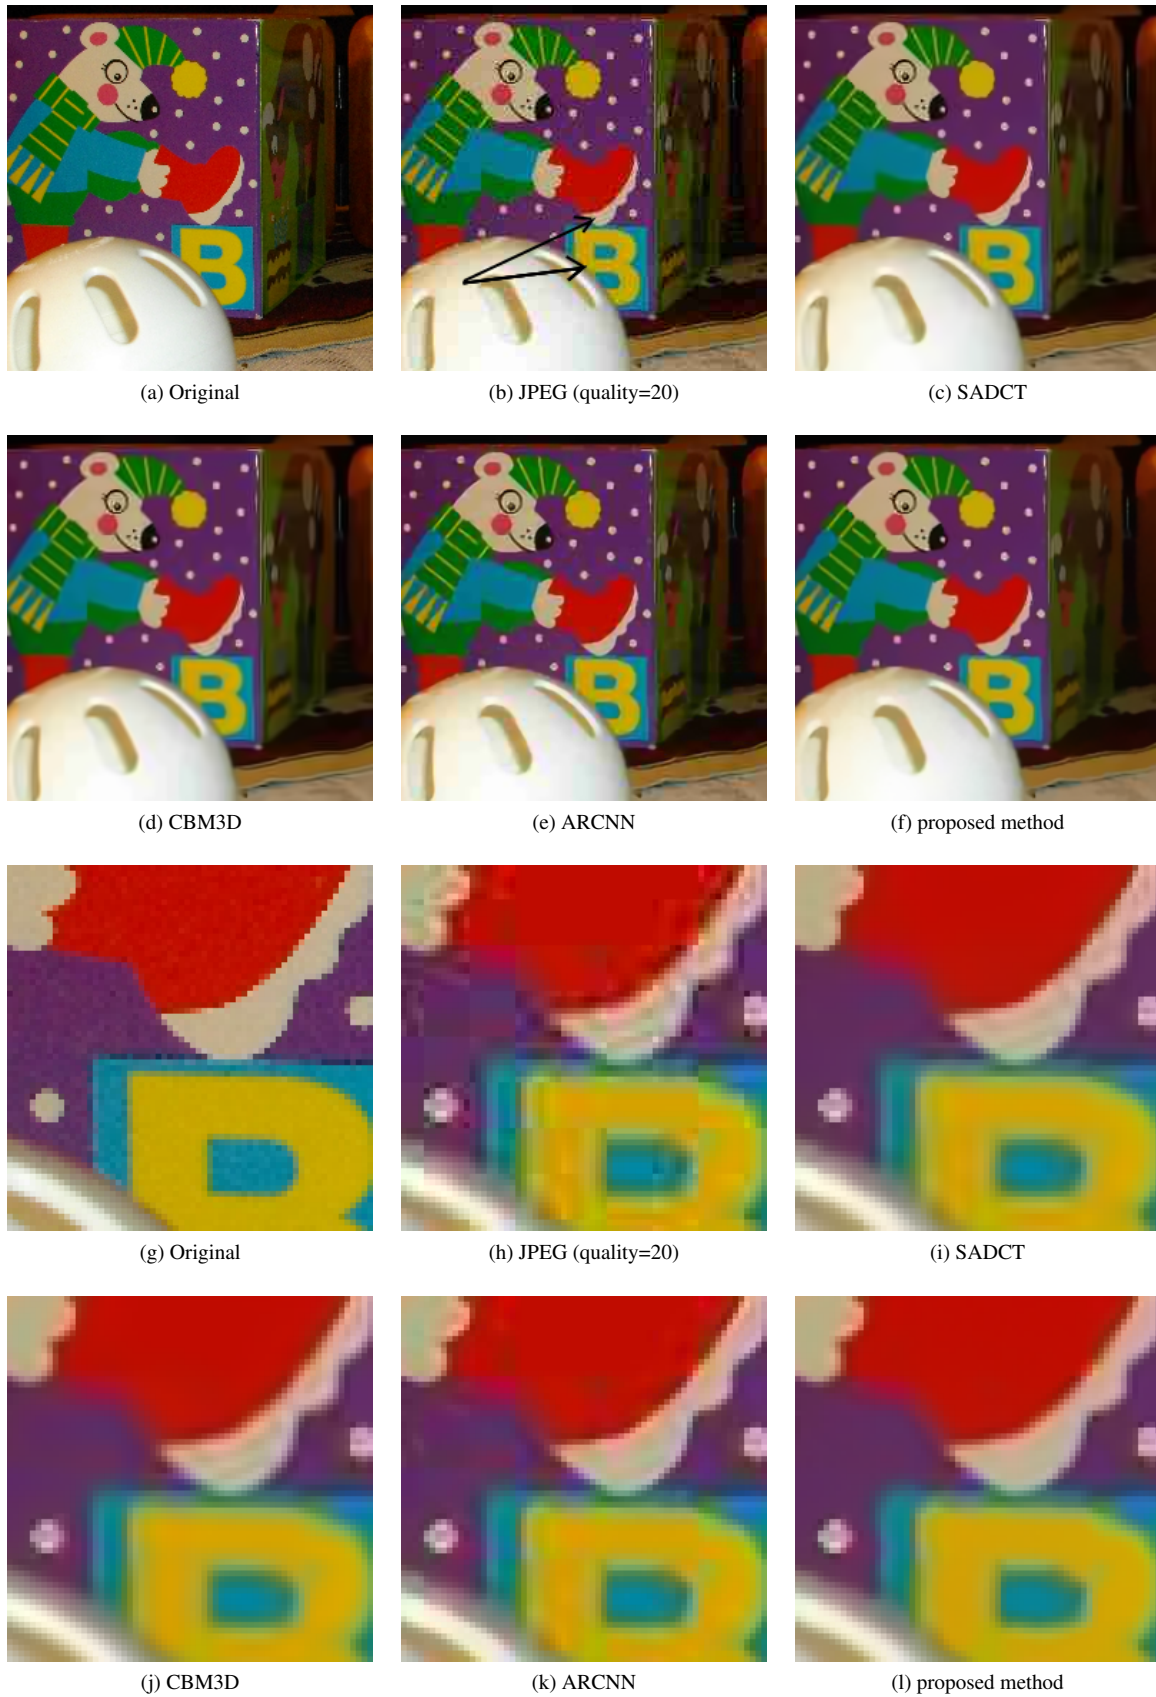 B
B
B
(a) Original
(b) JPEG (quality=20)
(c) SADCT
B
B
B
(d) CBM3D
(e) ARCNN
(f) proposed method
(g) Original
(h) JPEG (quality=20)
(i) SADCT
(j) CBM3D
(k) ARCNN
(l) proposed method